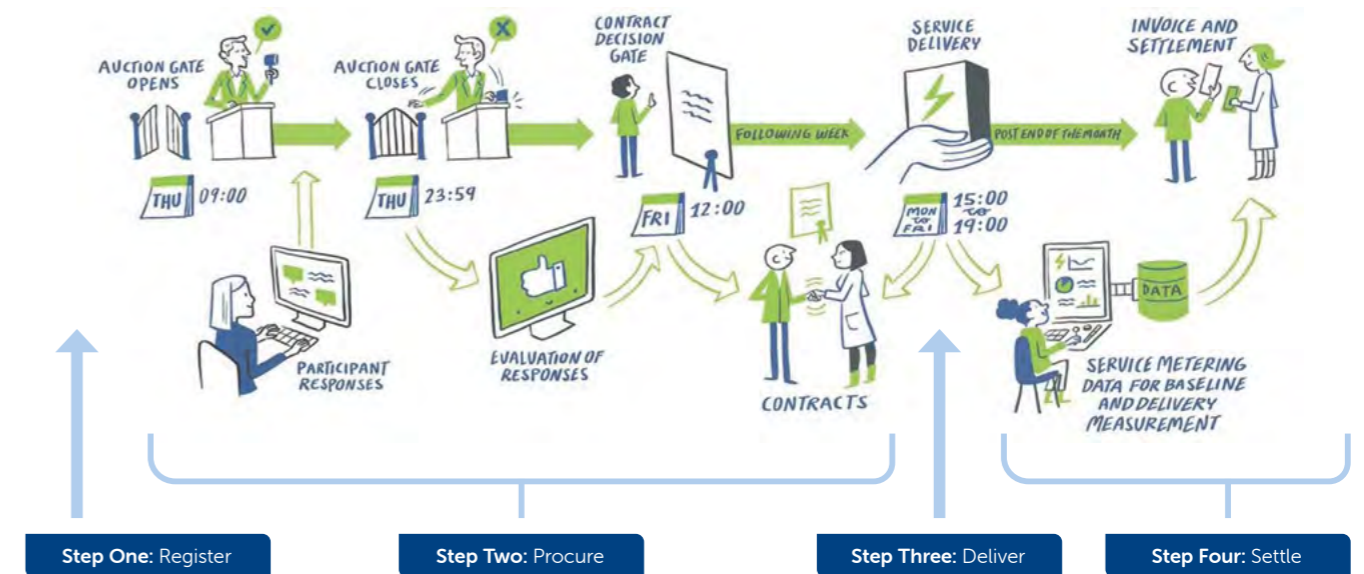 AUCTION GATE
OPENS
AUCTION GATE
CLOSES
CONTRACT
DECISION
GATE
SERVICE
DELIVERY
INVOICE AND
SETTLEMENT
FOLLOWING WEEK
POST END OF THE MONTH
THU 09:00
THU 23:59
FRI 12:00
MON
TO
FRI
15:00
TO
19:00
PARTICIPANT
RESPONSES
EVALUATION OF
RESPONSES
CONTRACTS
DATA
SERVICE METERING
DATA FOR BASELINE
AND DELIVERY
MEASUREMENT
Step One: Register
Step Two: Procure
Step Three: Deliver
Step Four: Settle